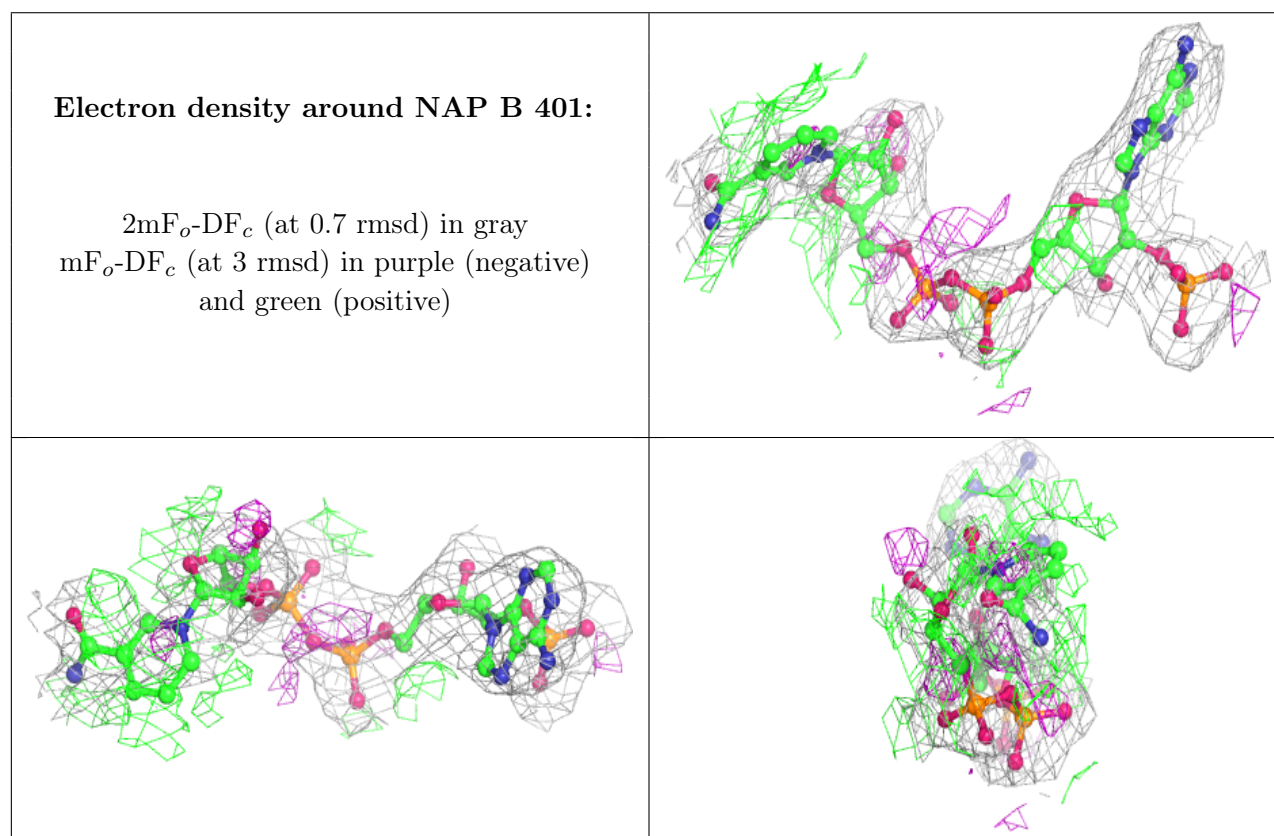 Electron density around NAP B 401:
2mFo-DFc (at 0.7 rmsd) in gray
mFo-DFc (at 3 rmsd) in purple (negative)
and green (positive)